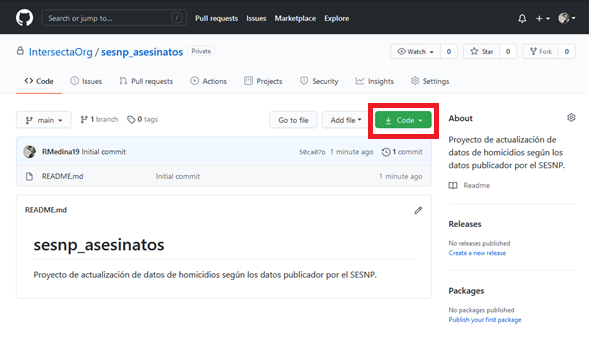 Search or jump to... /
Pull requests Issues Marketplace Explore
IntersectaOrg / sesnp_asesinatos Private
Watch 0 Star 0 Fork 0
Code Issues Pull requests Actions Projects Security Insights Settings
main 1 branch 0 tags Go to file Add file Code
RMedina19 Initial commit 50ca07b 1 minute ago 1 commit
README.md Initial commit 1 minute ago
README.md
sesnp_asesinatos
Proyecto de actualización de datos de homicidios según los datos publicador por el SESNP.
About
Proyecto de actualización de
datos de homicidios según los
datos publicador por el SESNP.
Readme
Releases
No releases published
Create a new release
Packages
No packages published
Publish your first package